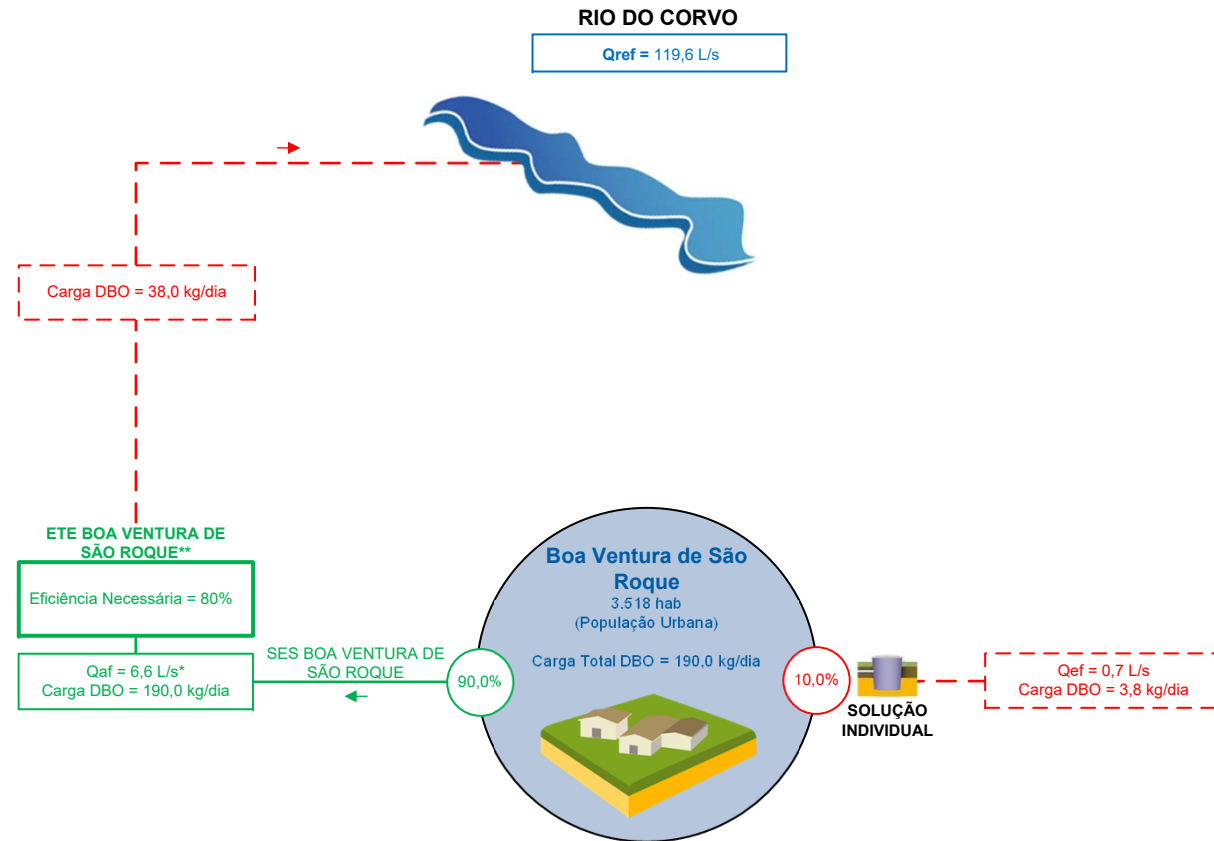 RIO DO CORVO
Qref = 119,6 L/s
Carga DBO = 38,0 kg/dia
ETE BOA VENTURA DE
SÃO ROQUE**
Eficiência Necessária = 80%
Qaf = 6,6 L/s*
Carga DBO = 190,0 kg/dia
SES BOA VENTURA DE
SÃO ROQUE
90,0%
Boa Ventura de São
Roque
3.518 hab
(População Urbana)
Carga Total DBO = 190,0 kg/dia
10,0%
SOLUÇÃO
INDIVIDUAL
Qef = 0,7 L/s
Carga DBO = 3,8 kg/dia